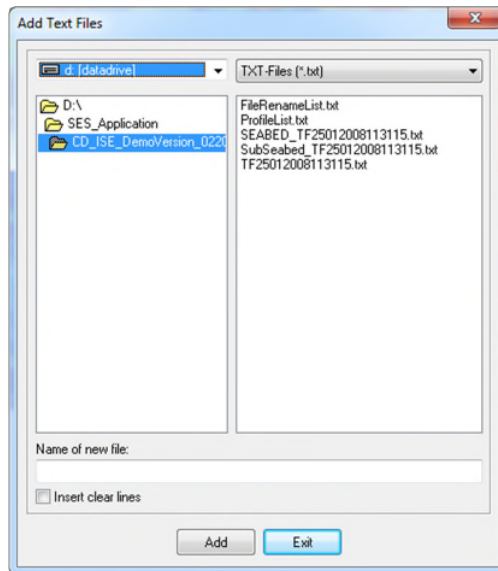 Add Text Files
d: [datadrive]
TXT-Files (*.txt)
D:\
SES_Application
CD_ISE_DemoVersion_0220
FileRenameList.txt
ProfileList.txt
SEABED_TF25012008113115.txt
SubSeabed_TF25012008113115.txt
TF25012008113115.txt
Name of new file:
Insert clear lines
Add
Exit